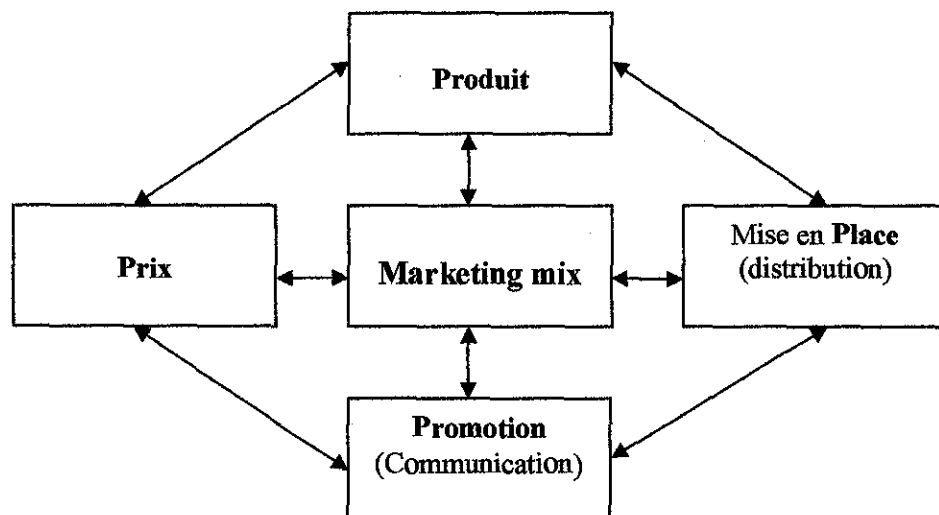 Produit
Prix
Marketing mix
Mise en Place
(distribution)
Promotion
(Communication)